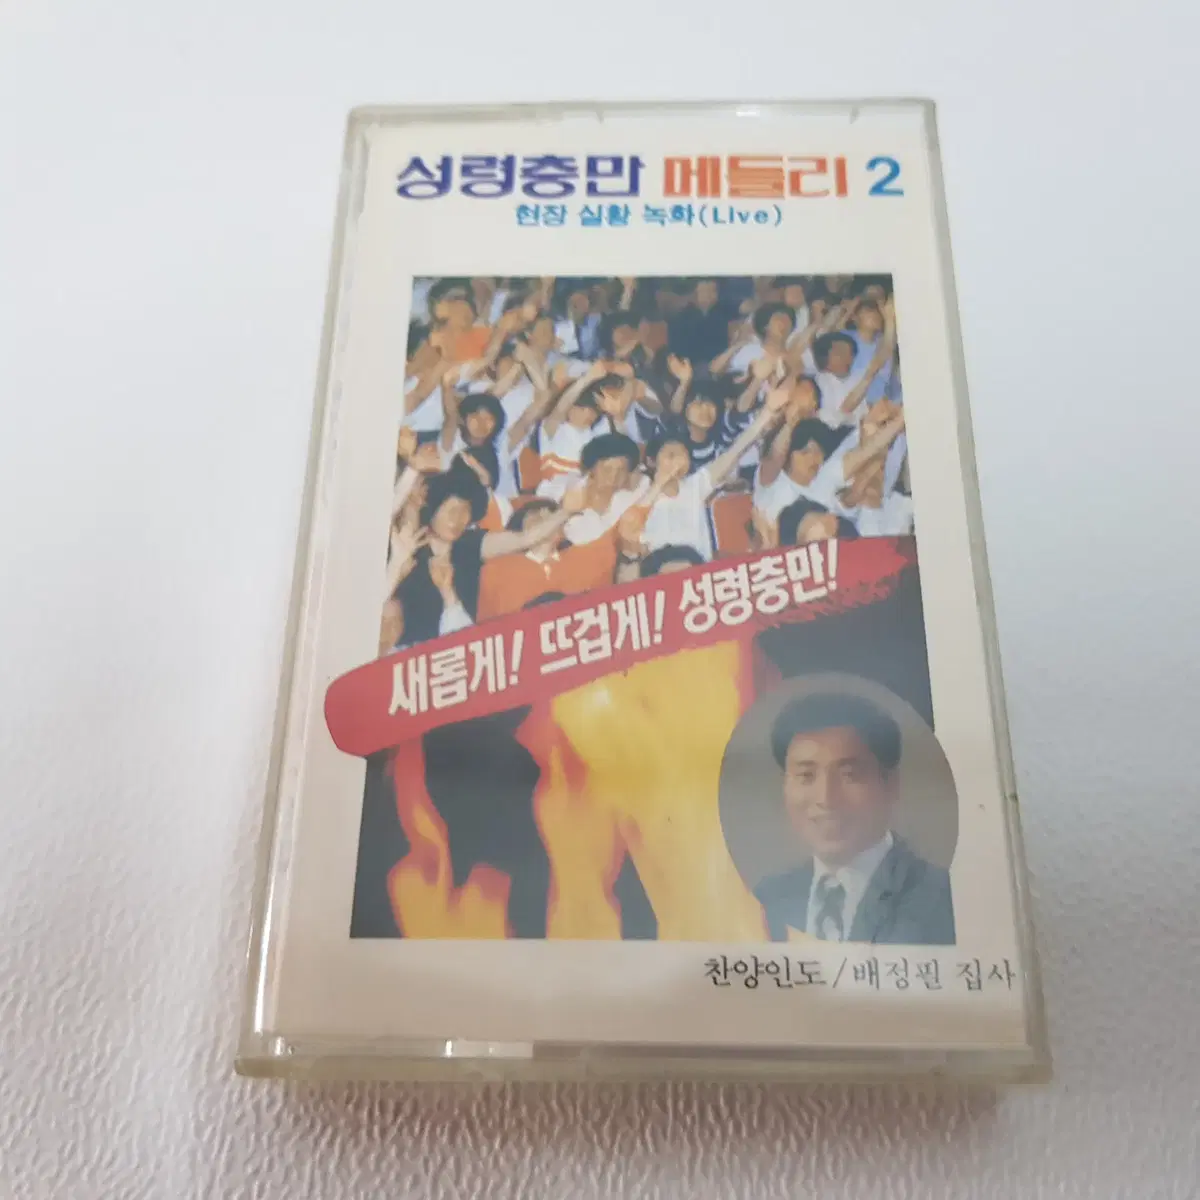 성령충만 메들리 2
현장 실황 녹화(Live)
새롭게! 뜨겁게! 성령충만!
찬양인도/배정필 집사